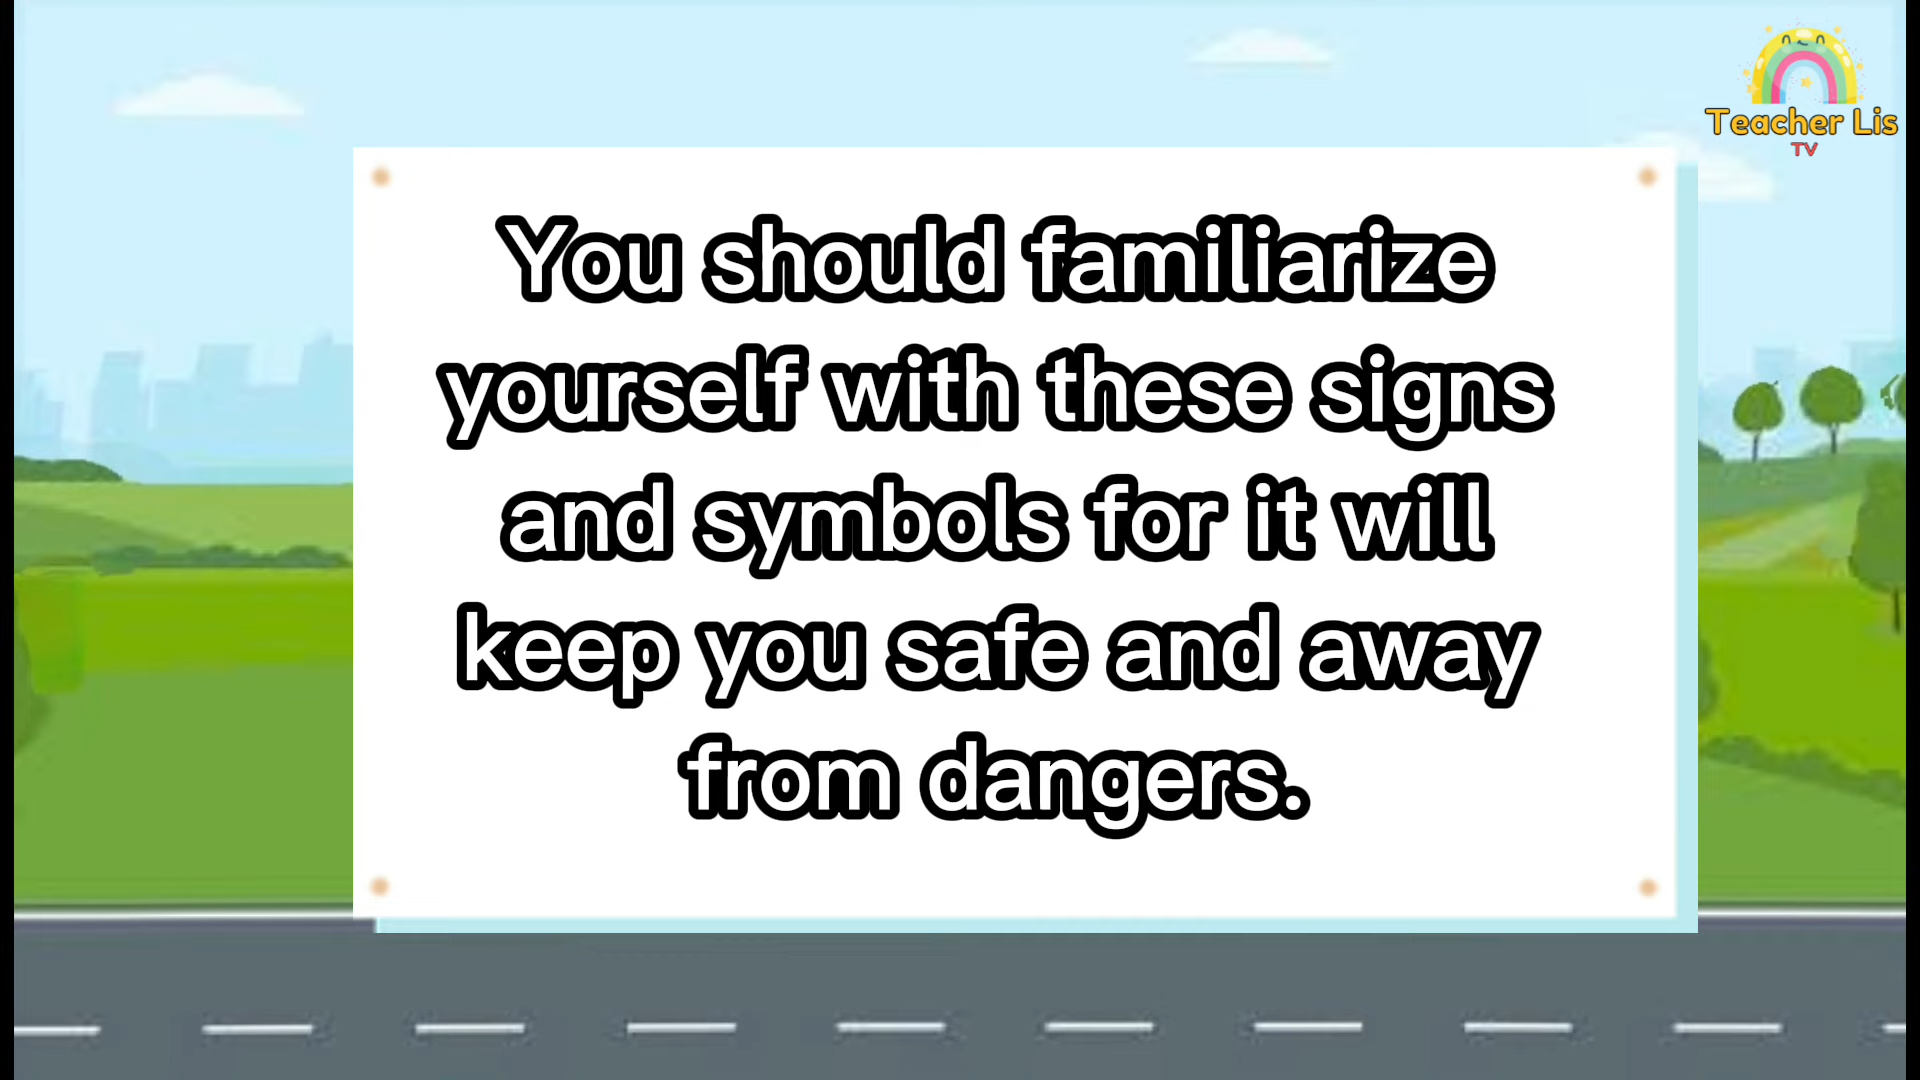 Teacher Lis
TV
You should familiarize
yourself with these signs
and symbols for it will
keep you safe and away
from dangers.